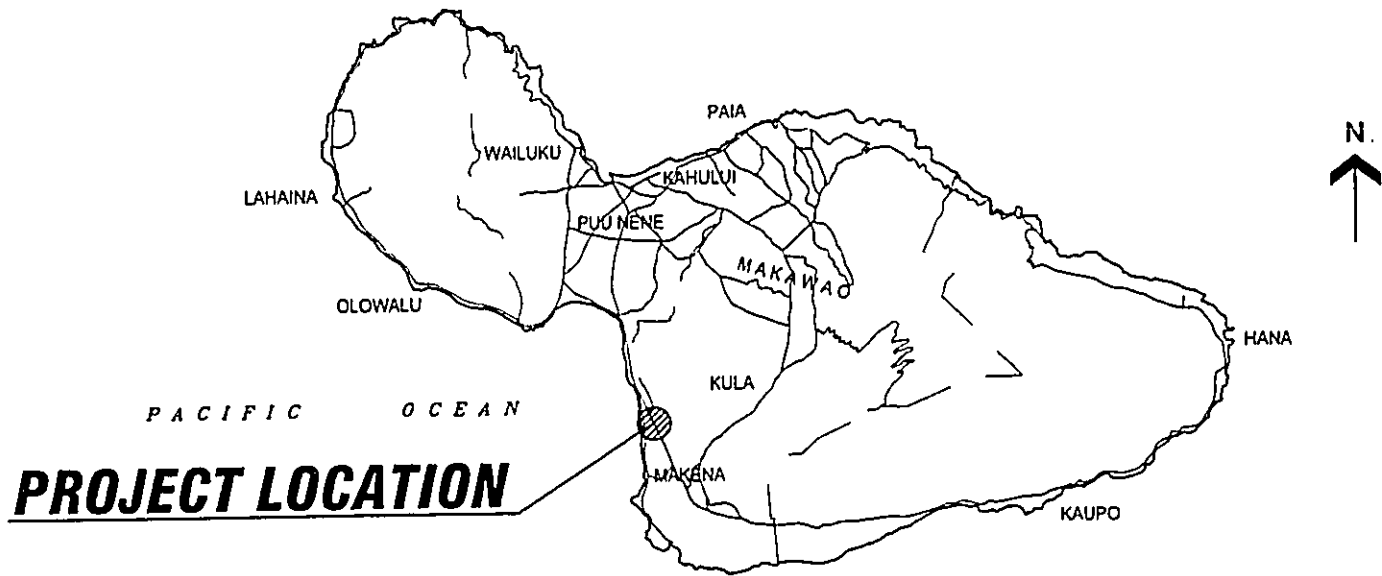 PAIA
N.
WAILUKU
KAHULUI
LAHAINA
PUU NENE
MAKAWAO
OLOWALU
HANA
KULA
PACIFIC OCEAN
PROJECT LOCATION
MAKENA
KAUPO